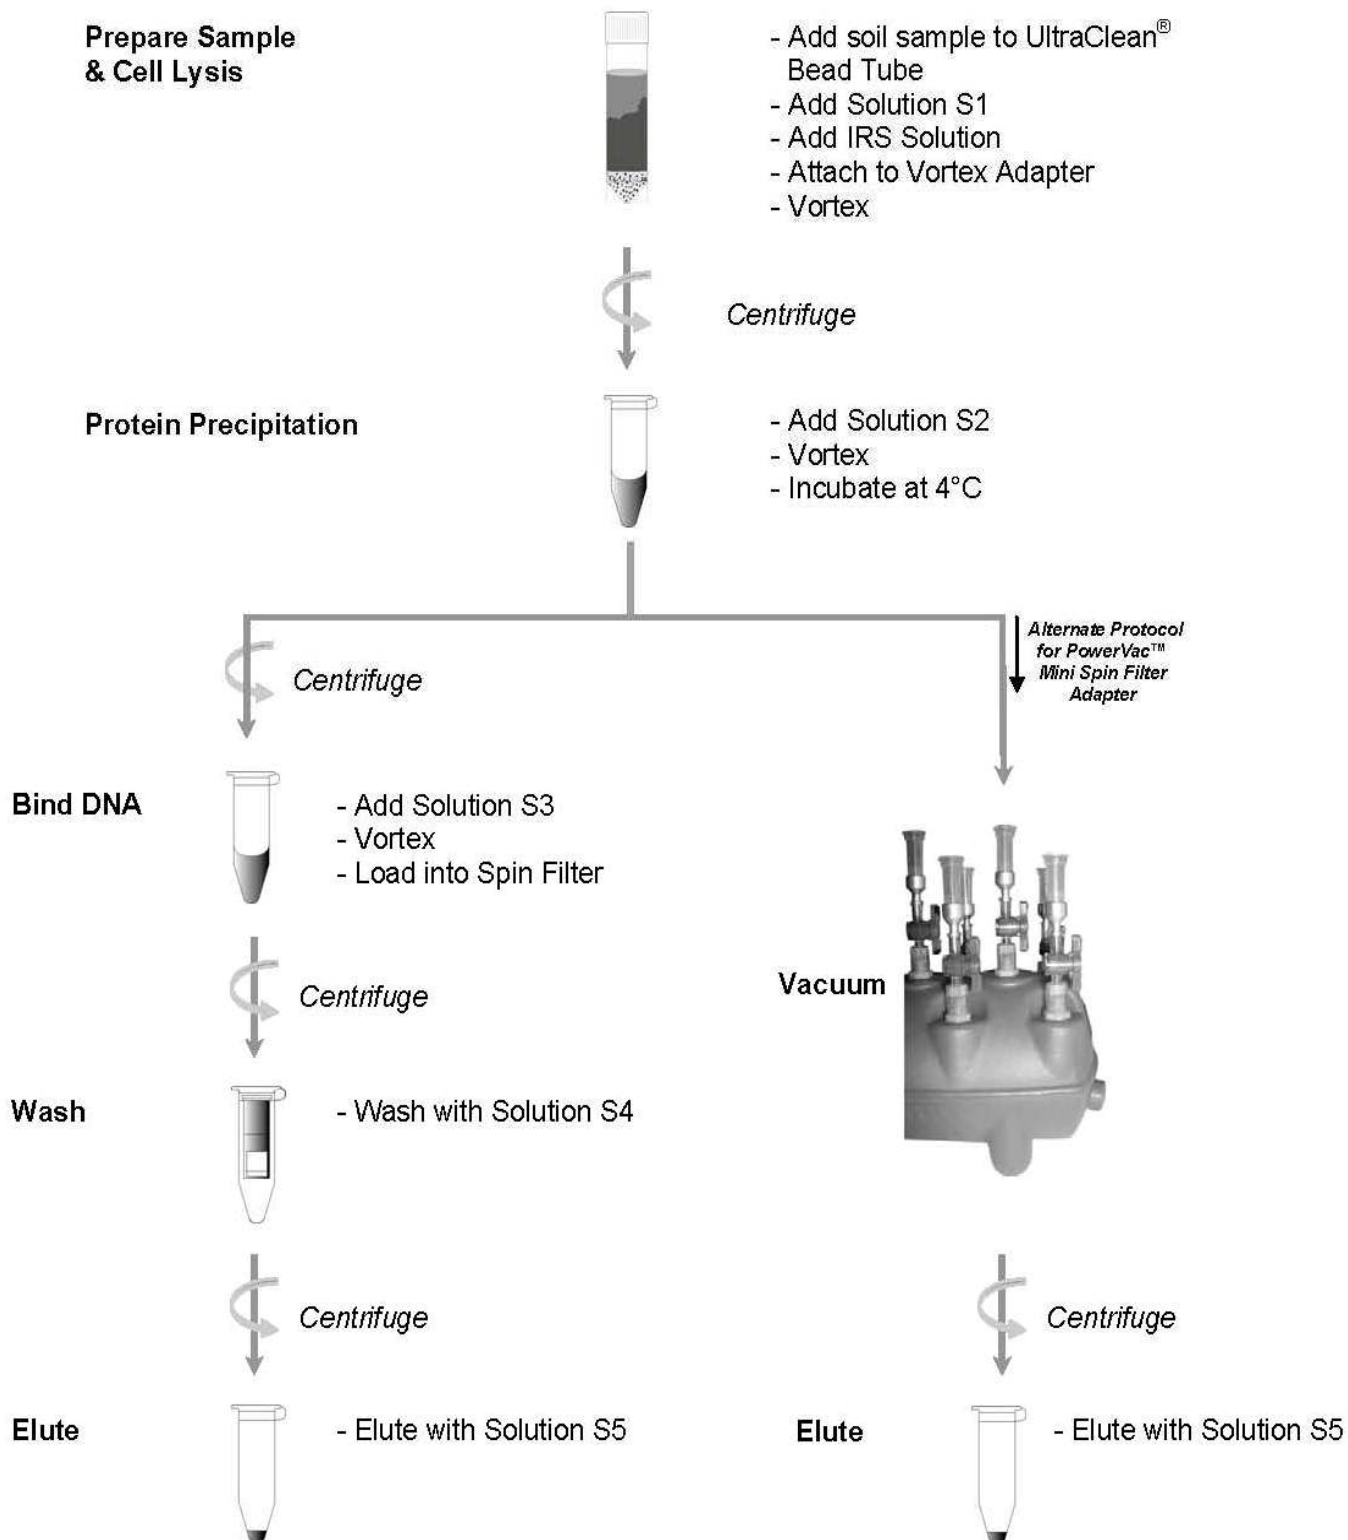 Prepare Sample
& Cell Lysis
- Add soil sample to UltraClean®
Bead Tube
- Add Solution S1
- Add IRS Solution
- Attach to Vortex Adapter
- Vortex
Centrifuge
Protein Precipitation
- Add Solution S2
- Vortex
- Incubate at 4°C
Centrifuge
Alternate Protocol
for PowerVac™
Mini Spin Filter
Adapter
Bind DNA
- Add Solution S3
- Vortex
- Load into Spin Filter
Centrifuge
Vacuum
Wash
- Wash with Solution S4
Centrifuge
Centrifuge
Elute
- Elute with Solution S5
Elute
- Elute with Solution S5